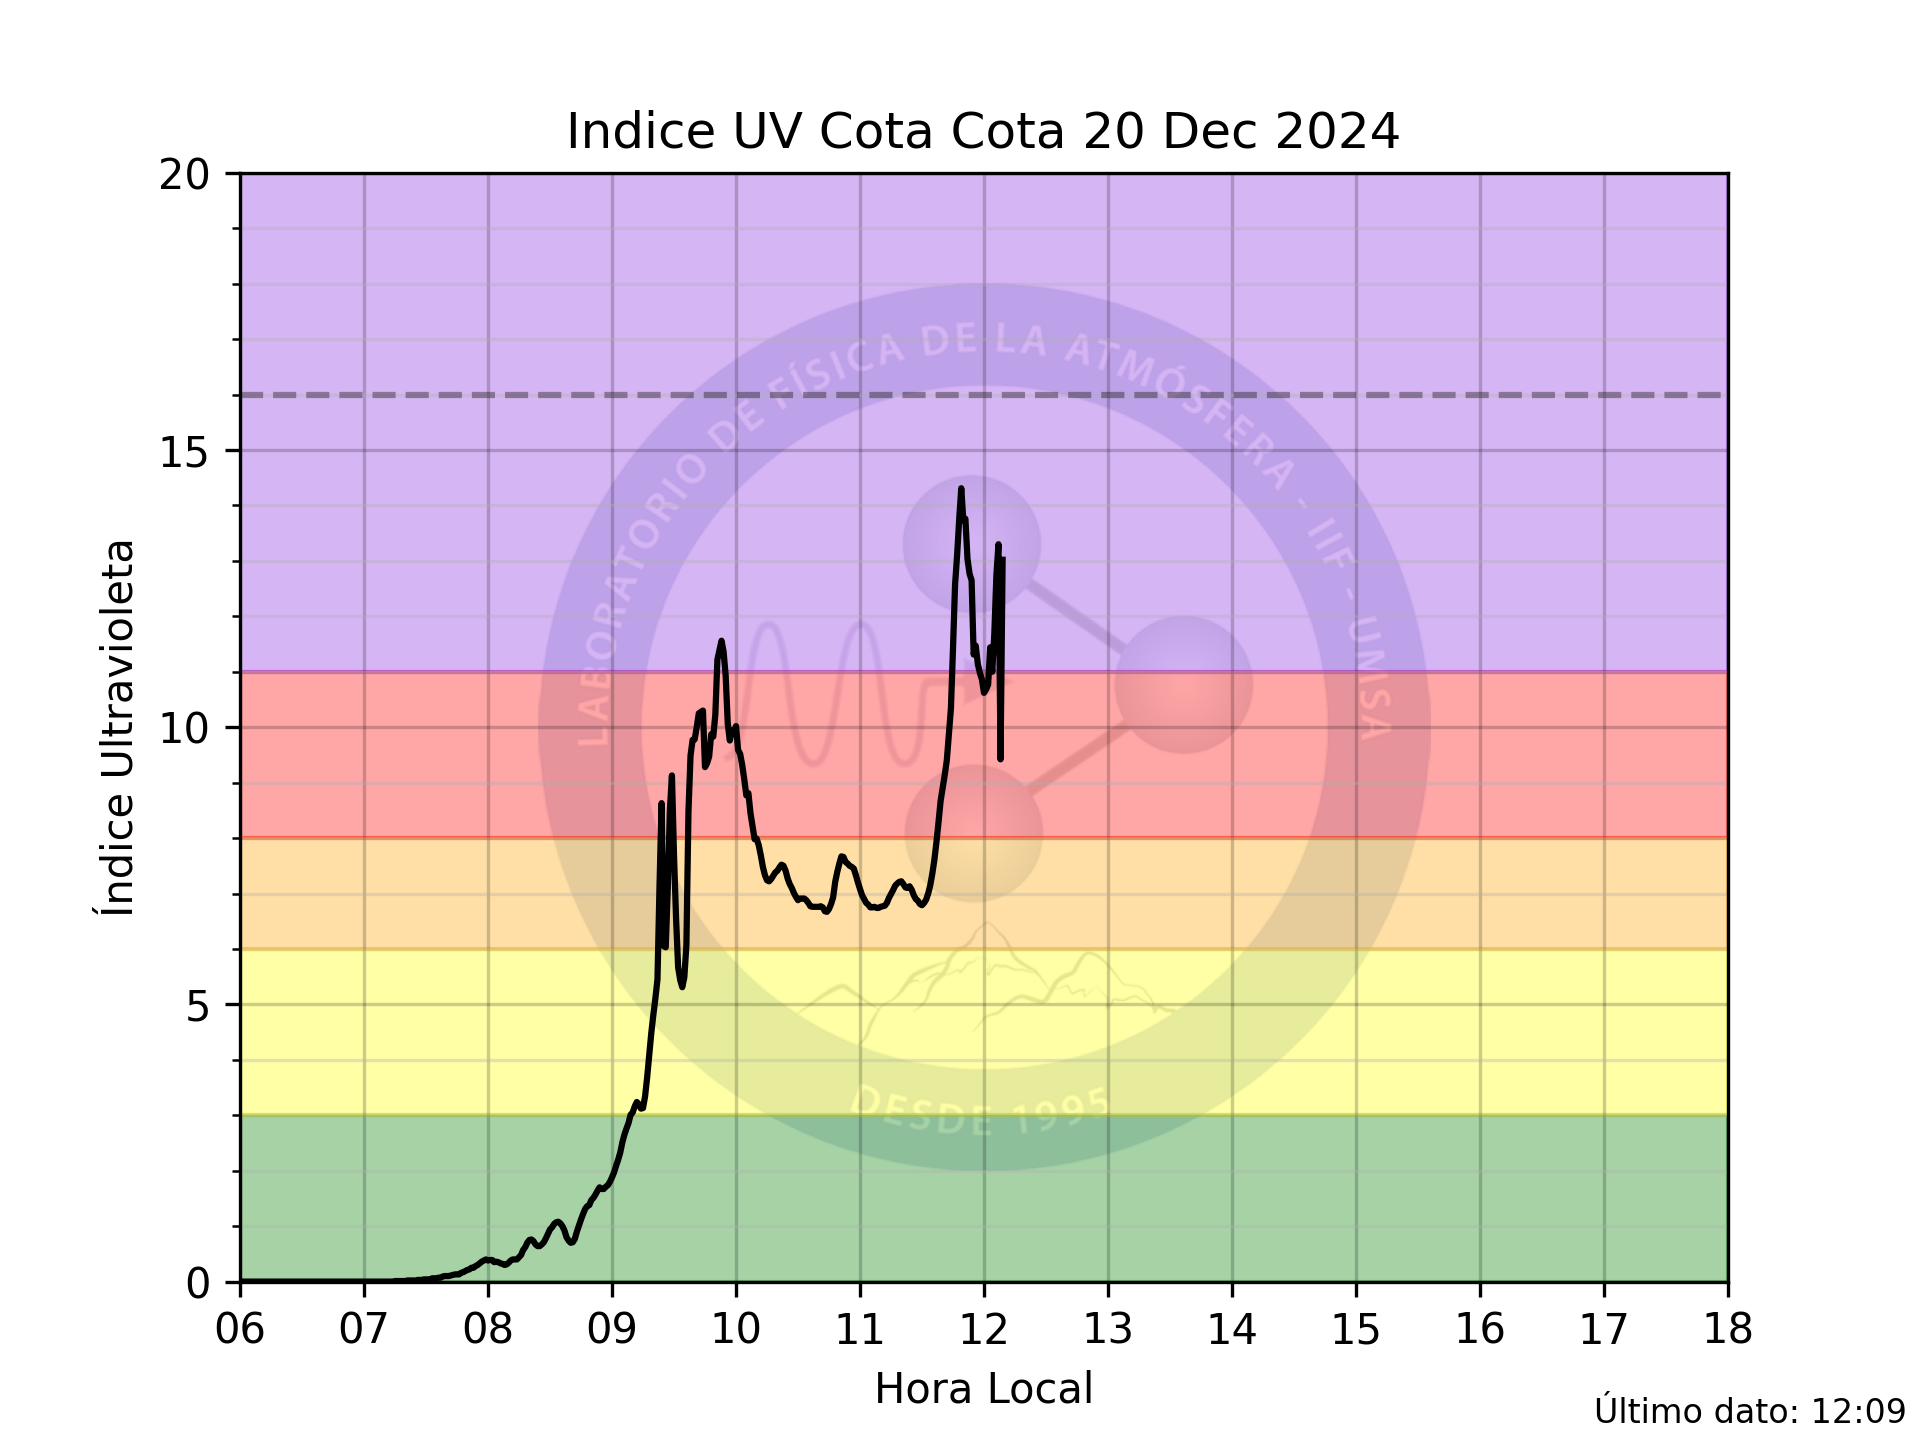 Indice UV Cota Cota 20 Dec 2024
20
15
10
5
0
Índice Ultravioleta
LABORATORIO DE FÍSICA DE LA ATMÓSFERA - IIF - UMSA
DESDE 1995
06 07 08 09 10 11 12 13 14 15 16 17 18
Hora Local
Último dato: 12:09